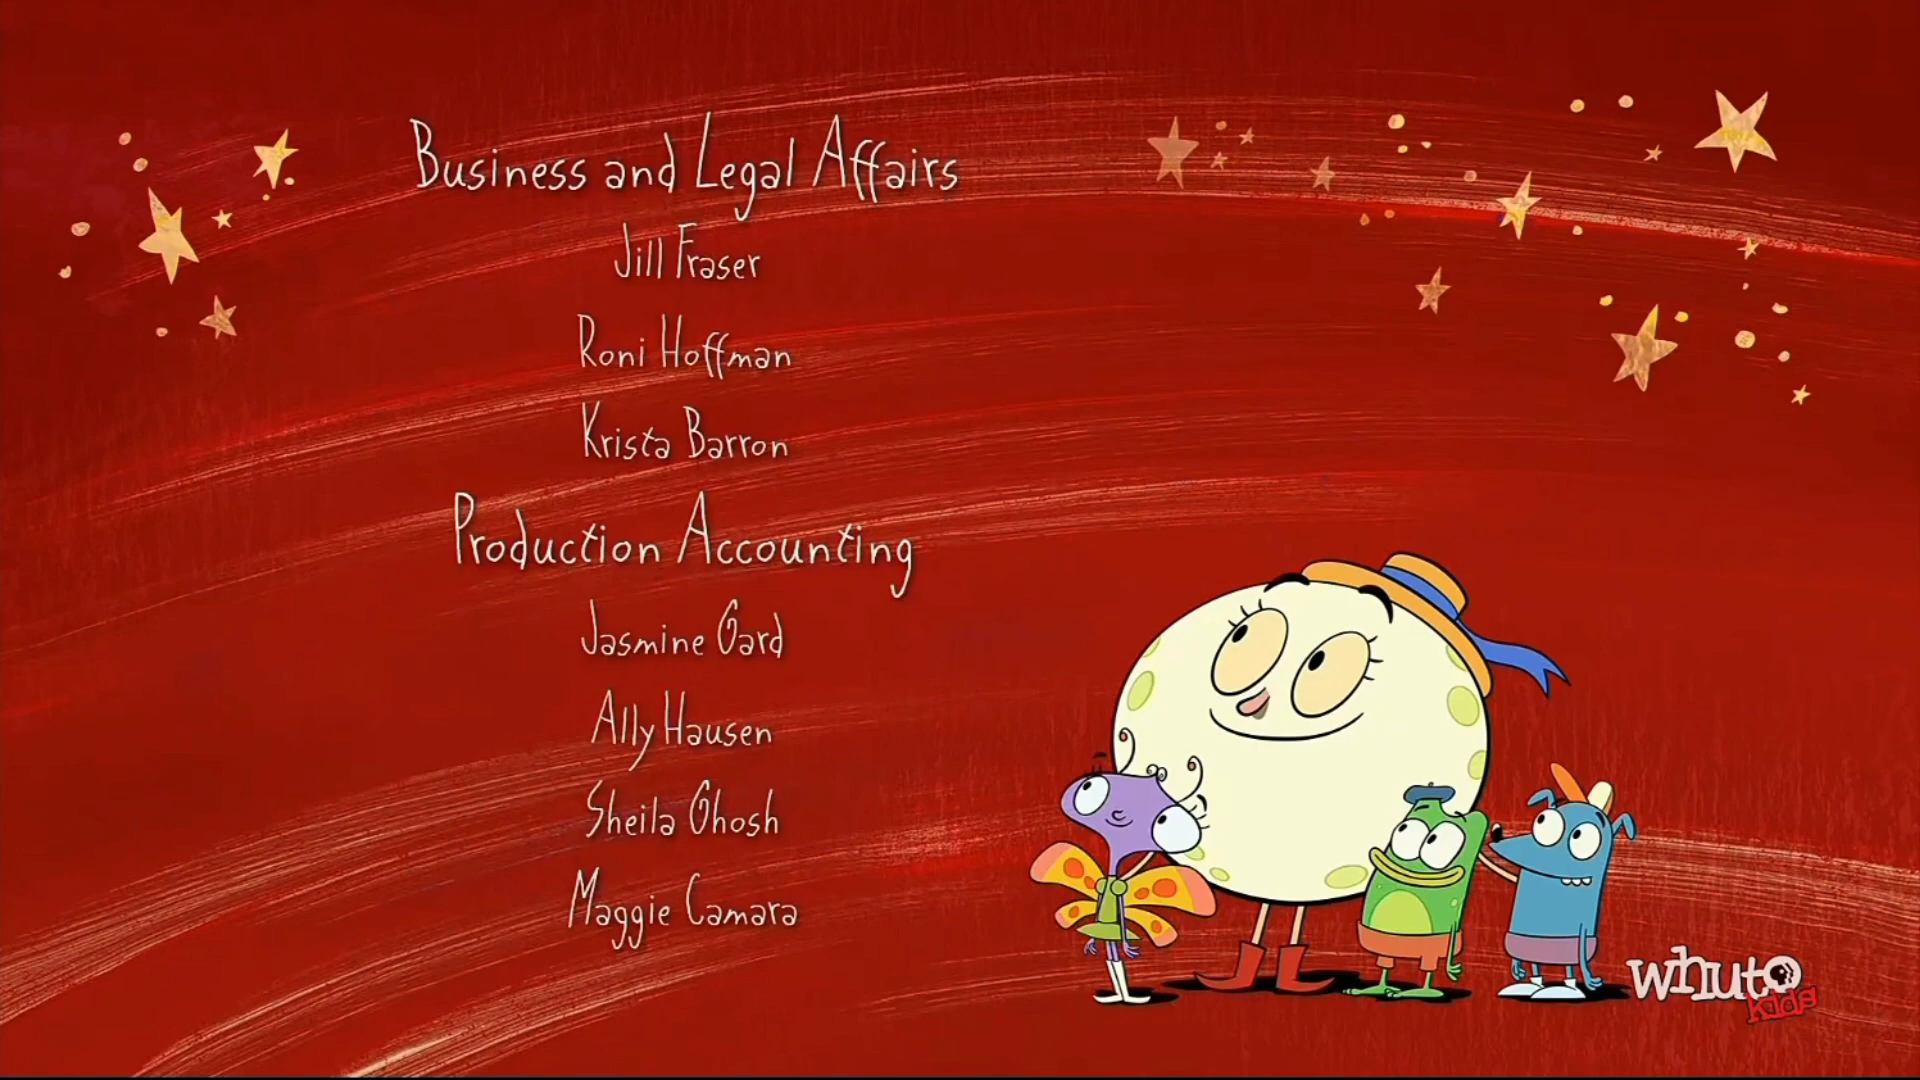 Business and Legal Affairs
Jill Fraser
Roni Hoffman
Krista Barron
Production Accounting
Jasmine Gard
Ally Hausen
Sheila Ghosh
Maggie Camara
whut
kids